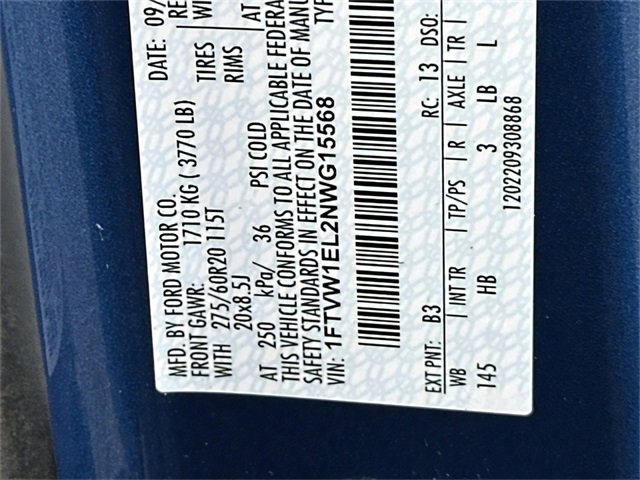 MFD. BY FORD MOTOR CO.
DATE: 09/
FRONT GAWR: 1710 KG ( 3770 LB)
RE
WITH 275/60R20 115T TIRES
WI
20x8.5J RIMS
AT 250 kPa/ 36 PSI COLD
AT
THIS VEHICLE CONFORMS TO ALL APPLICABLE FEDERA
SAFETY STANDARDS IN EFFECT ON THE DATE OF MANU
VIN: 1FTVW1EL2NWG15568
TYP
EXT PNT: B3 RC: 13 DSO:
WB INT TR TP/PS R AXLE TR
145 HB 3 LB L
1202209308868